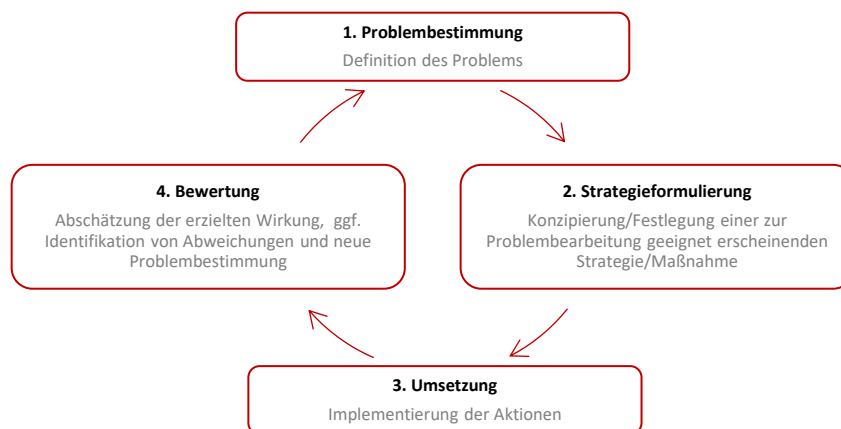 1. Problembestimmung
Definition des Problems
4. Bewertung
Abschätzung der erzielten Wirkung, ggf.
Identifikation von Abweichungen und neue
Problembestimmung
2. Strategieformulierung
Konzipierung/Festlegung einer zur
Problembearbeitung geeignet erscheinenden
Strategie/Maßnahme
3. Umsetzung
Implementierung der Aktionen